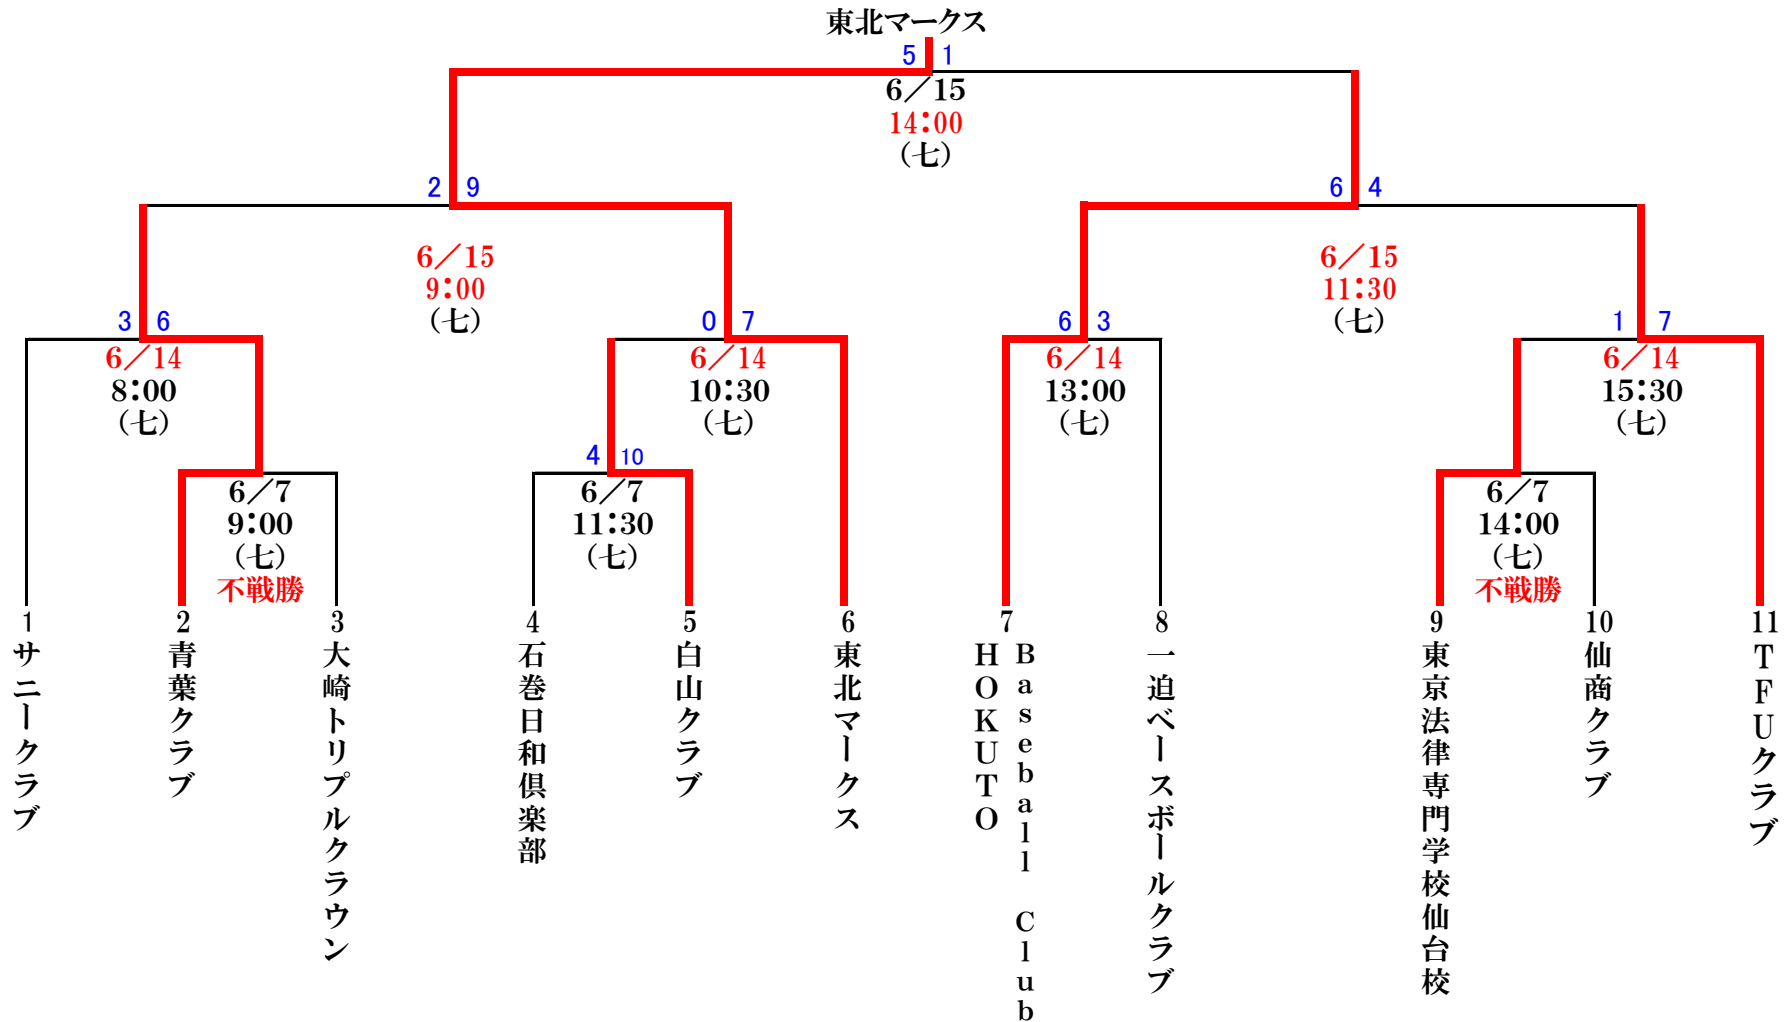 東北マークス
5 1
6／15
14：00
（七）
2 9
6 4
6／15
9：00
（七）
6／15
11：30
（七）
3 6
0 7
6 3
1 7
6／14
8：00
（七）
6／14
10：30
（七）
6／14
13：00
（七）
6／14
15：30
（七）
4 10
6／7
9：00
（七）
不戦勝
6／7
11：30
（七）
6／7
14：00
（七）
不戦勝
1
サニークラブ
2
青葉クラブ
3
大崎トリプルクラウン
4
石巻日和倶楽部
5
白山クラブ
6
東北マークス
7
HOKUTO
Baseball Club
8
一迫ベースボールクラブ
9
東京法律専門学校仙台校
10
仙商クラブ
11
TFUクラブ